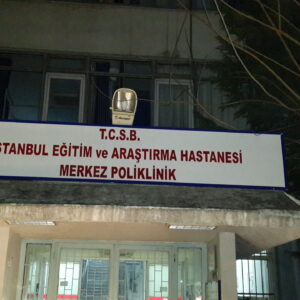 T.C.S.B.
STANBUL EĞİTİM ve ARAŞTIRMA HASTANESİ
MERKEZ POLİKLİNİK